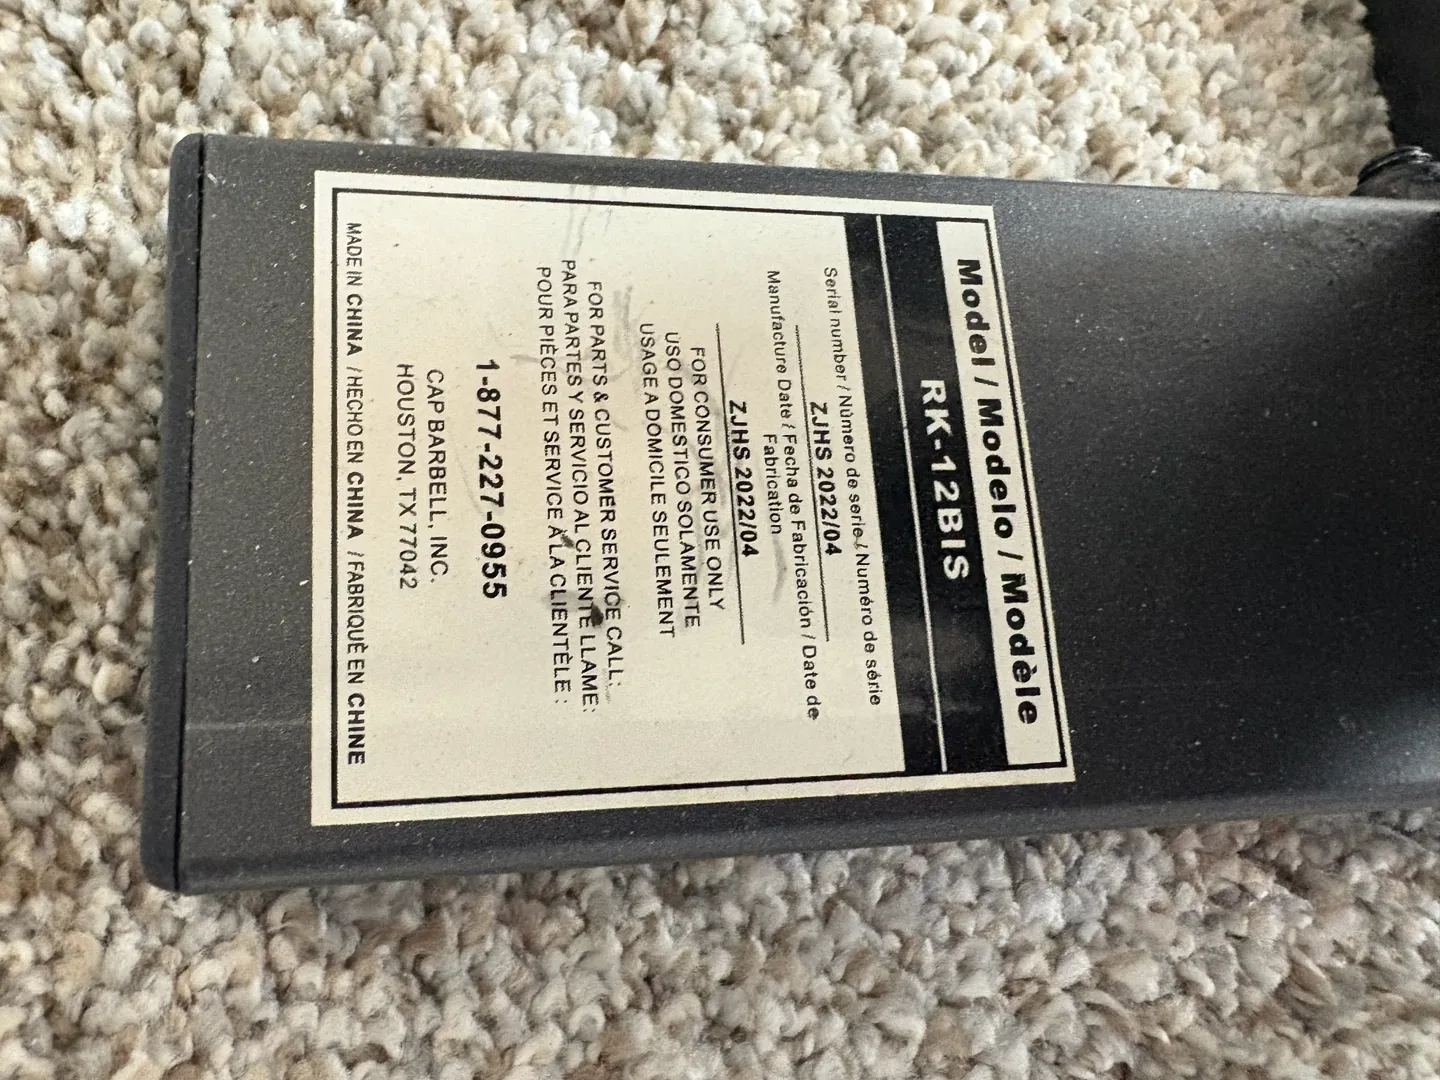 Model / Modelo / Modèle
RK-12BIS
Serial number / Número de serie / Numéro de série
ZJHS 2022/04
Manufacture Date / Fecha de Fabricación / Date de
Fabrication
ZJHS 2022/04
FOR CONSUMER USE ONLY
USO DOMESTICO SOLAMENTE
USAGE A DOMICILE SEULEMENT
FOR PARTS & CUSTOMER SERVICE CALL:
PARA PARTES Y SERVICIO AL CLIENTE LLAME:
POUR PIÈCES ET SERVICE À LA CLIENTÈLE :
1-877-227-0955
CAP BARBELL, INC.
HOUSTON, TX 77042
MADE IN CHINA / HECHO EN CHINA / FABRIQUÈ EN CHINE